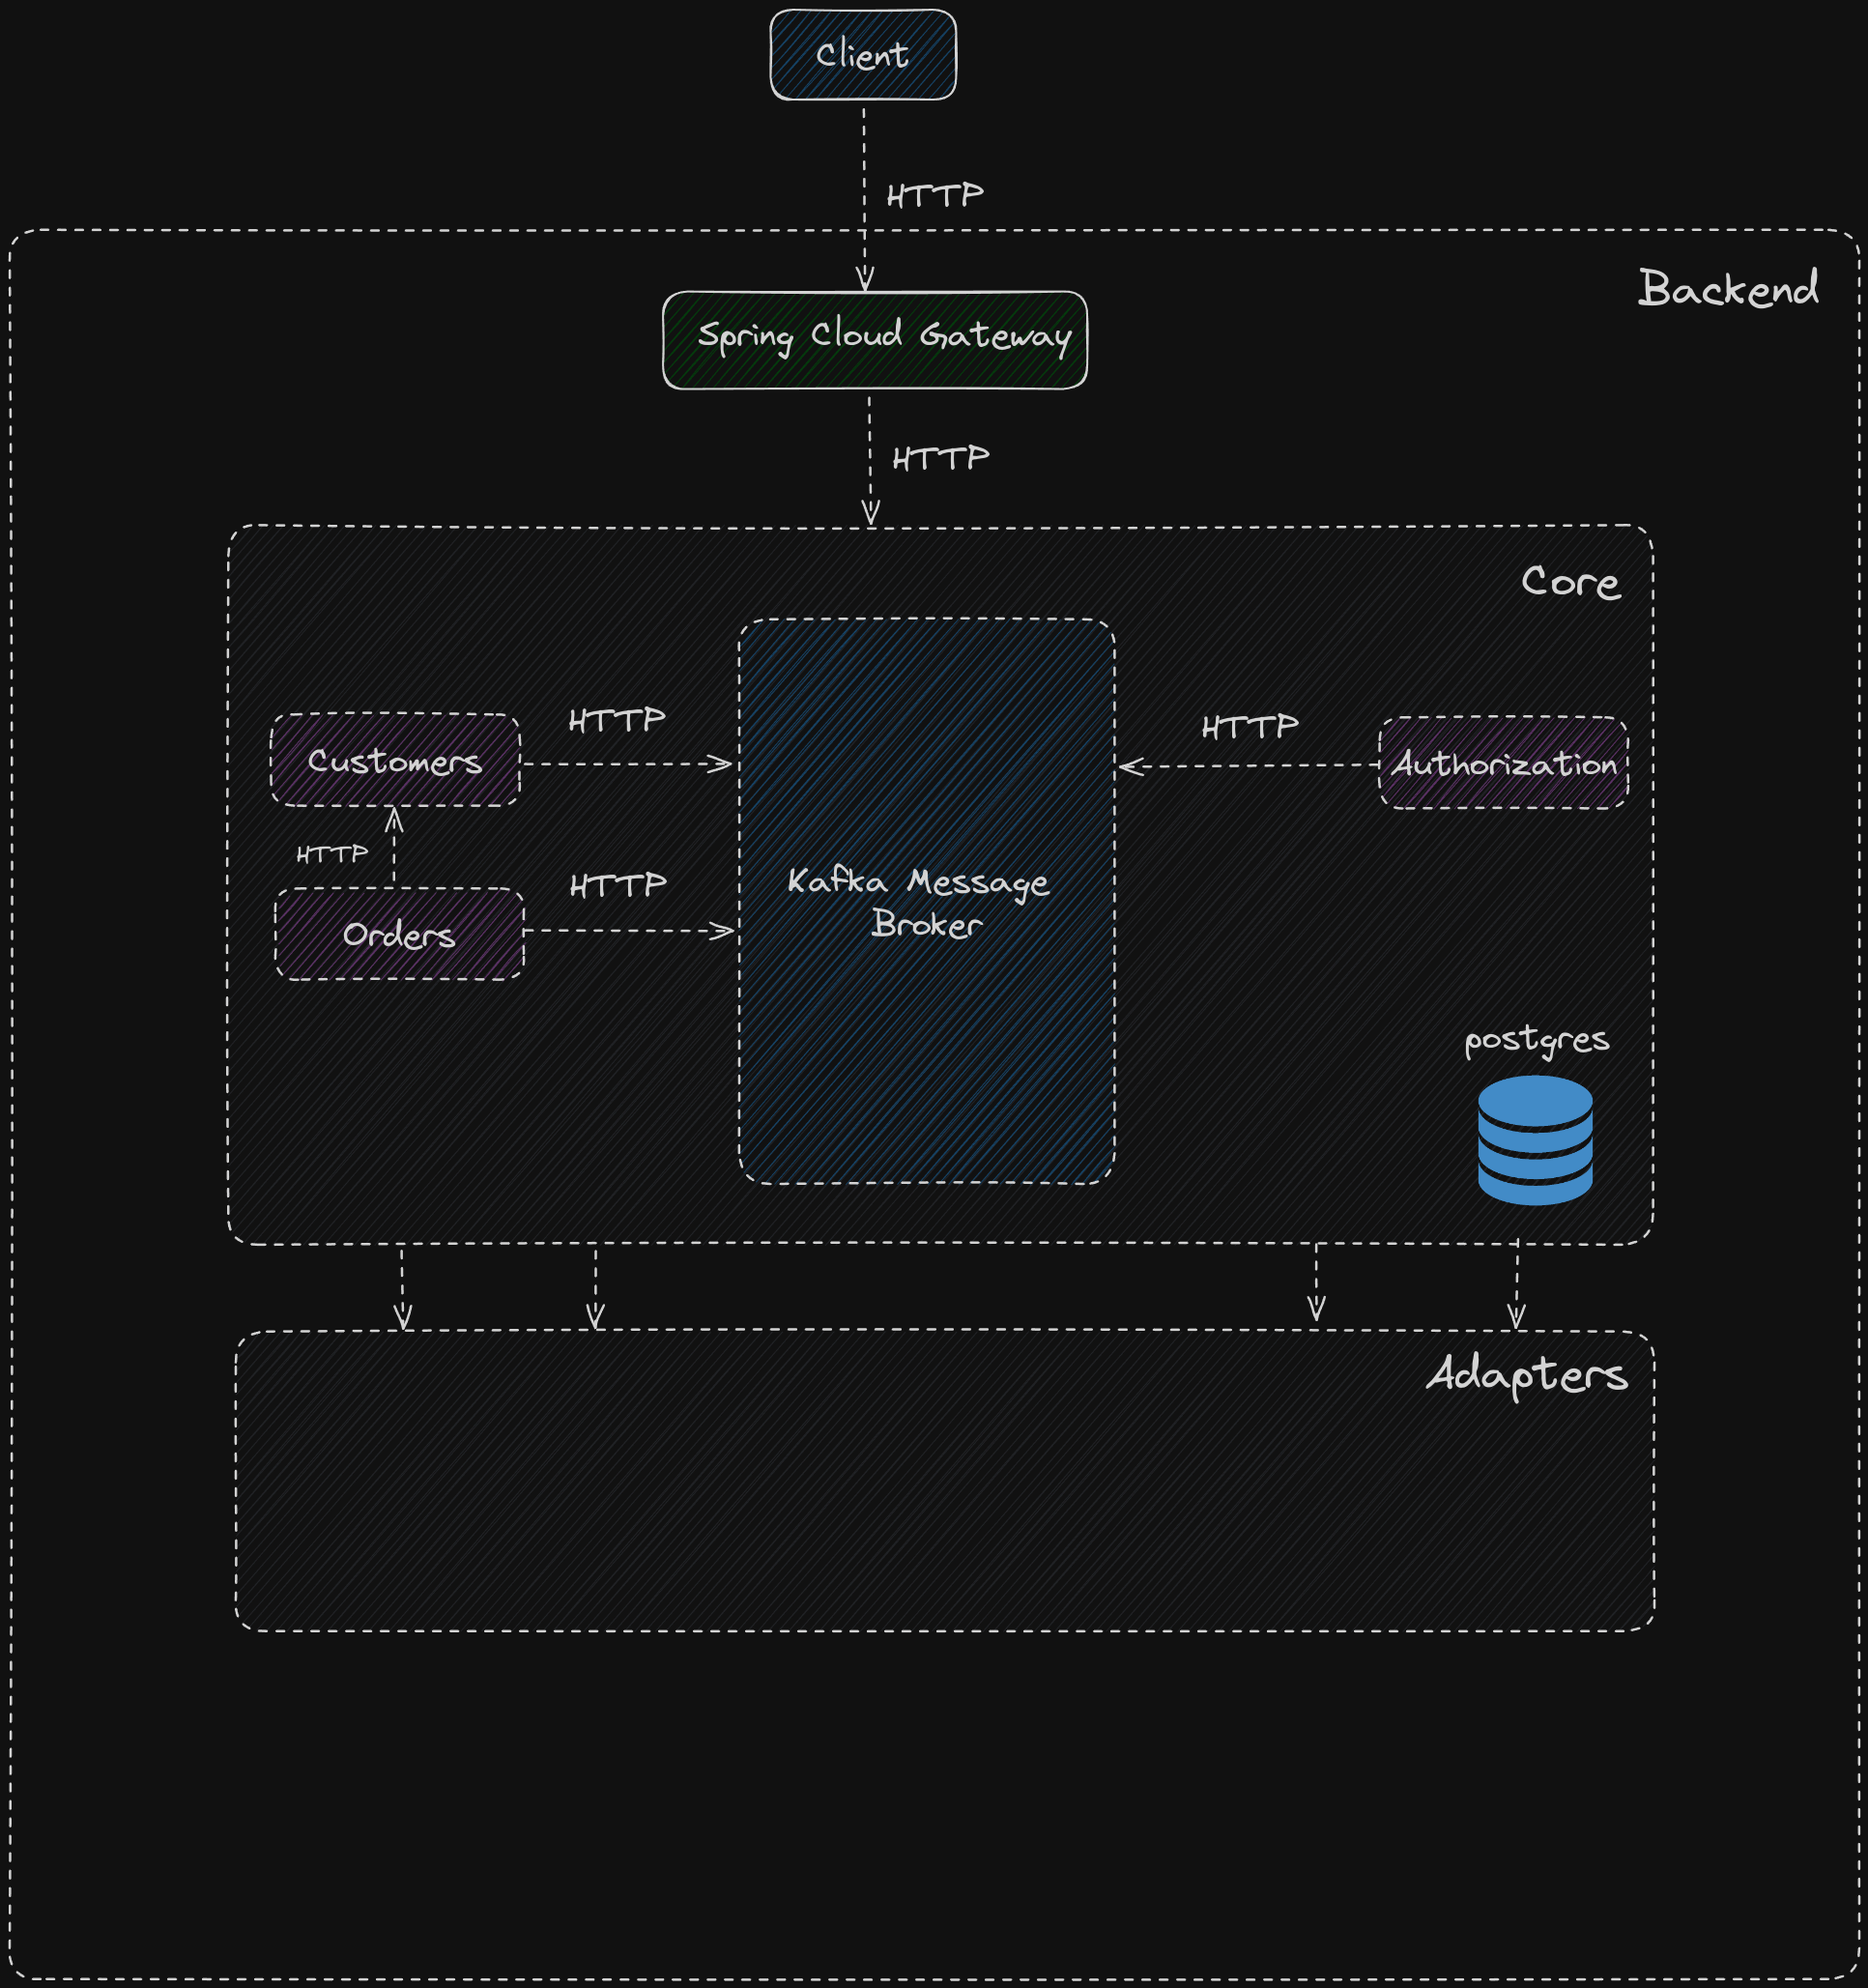 Client
HTTP
Backend
Spring Cloud Gateway
HTTP
Core
HTTP
HTTP
Customers
Authorization
HTTP
HTTP
Kafka Message
Broker
Orders
postgres
Adapters